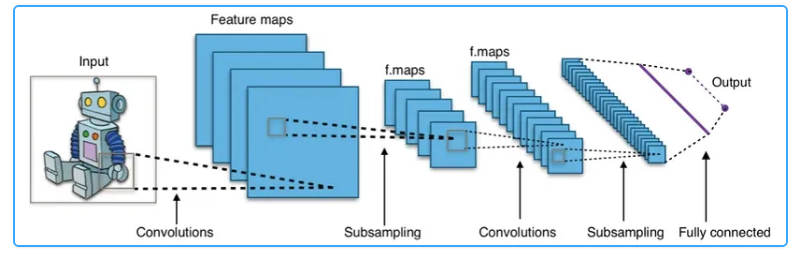 Feature maps
f.maps
f.maps
Input
Output
Convolutions
Subsampling
Convolutions
Subsampling
Fully connected